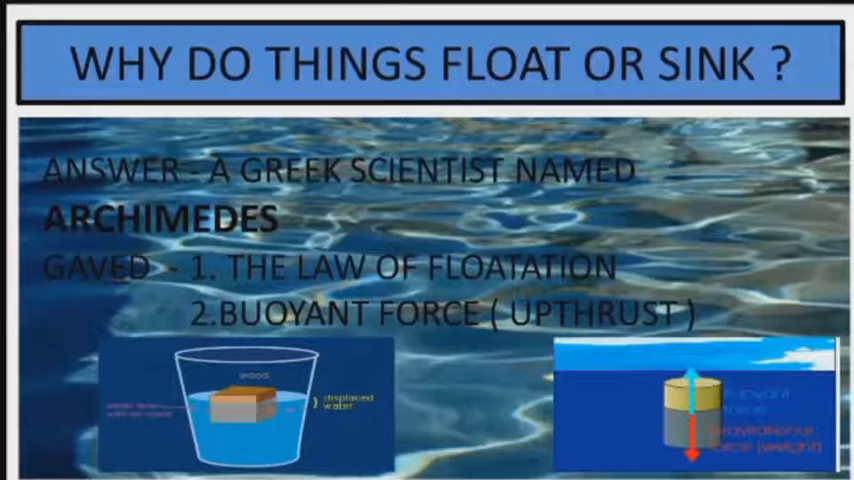 WHY DO THINGS FLOAT OR SINK ?
ANSWER - A GREEK SCIENTIST NAMED
ARCHIMEDES
GAVED - 1. THE LAW OF FLOATATION
2.BUOYANT FORCE ( UPTHRUST )
wood
displaced
water
buoyant
force
gravitational
force (weight)